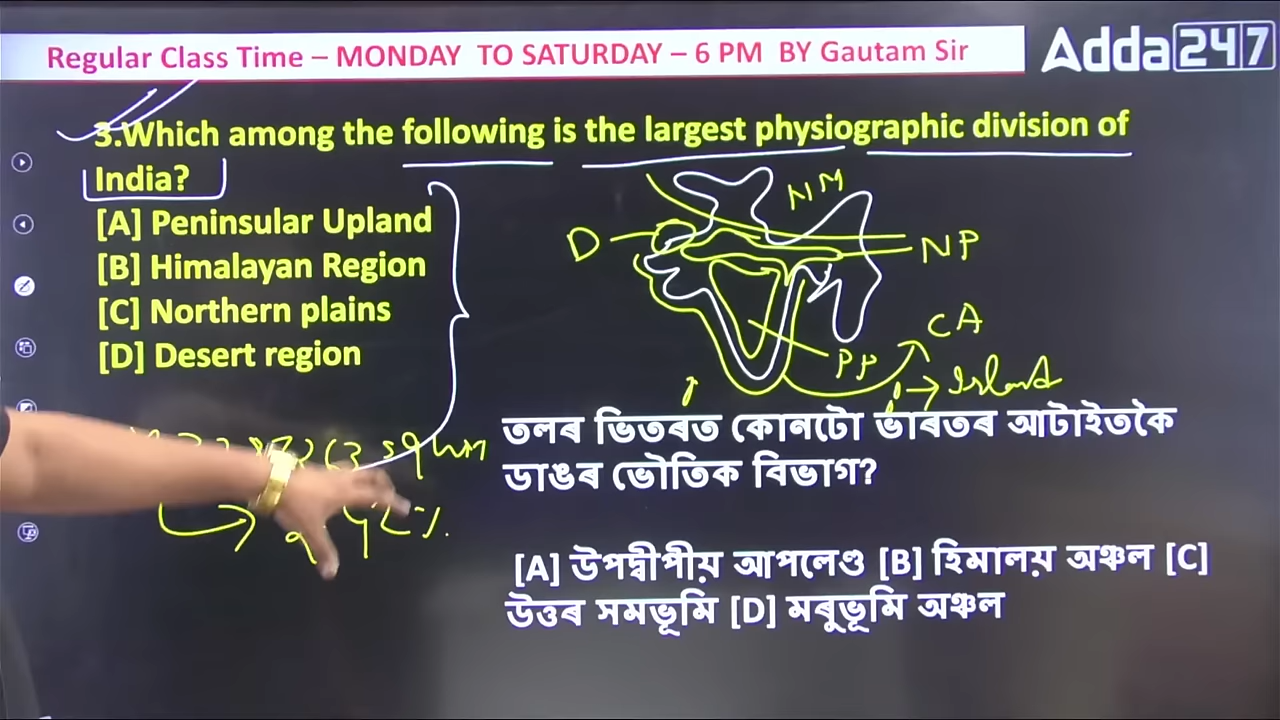 Regular Class Time – MONDAY TO SATURDAY – 6 PM BY Gautam Sir
Adda247
3.Which among the following is the largest physiographic division of
India?
[A] Peninsular Upland
[B] Himalayan Region
[C] Northern plains
[D] Desert region
NM
D
NP
CA
PP
Island
sqkm
তলৰ ভিতৰত কোনটো ভাৰতৰ আটাইতকৈ
ডাঙৰ ভৌতিক বিভাগ?
[A] উপদ্বীপীয় আপলেণ্ড [B] হিমালয় অঞ্চল [C]
উত্তৰ সমভূমি [D] মৰুভূমি অঞ্চল